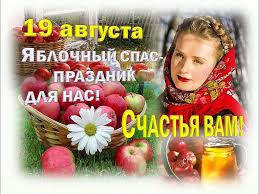 19 августа
Яблочный спас-
праздник
для нас!
Счастья Вам!